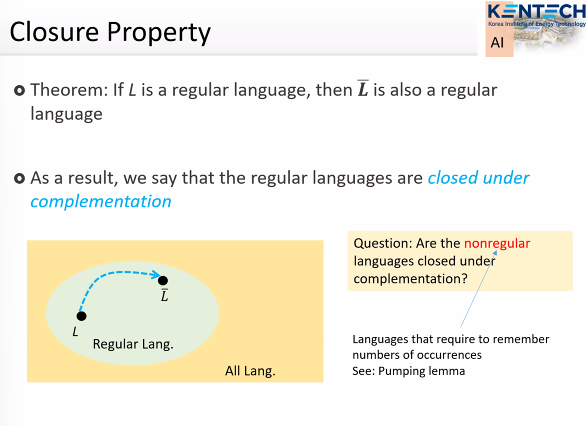 Closure Property
KENTECH
Korea Institute of Energy Technology
AI
Theorem: If L is a regular language, then L̅ is also a regular
language
As a result, we say that the regular languages are closed under
complementation
Question: Are the nonregular
languages closed under
complementation?
L̅
L
Regular Lang.
All Lang.
Languages that require to remember
numbers of occurrences
See: Pumping lemma